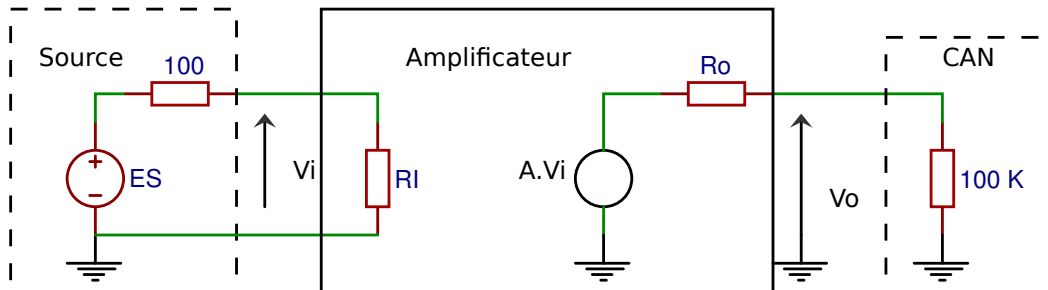 Source
Amplificateur
CAN
100
Ro
Vi
ES
RI
A.Vi
100 K
Vo